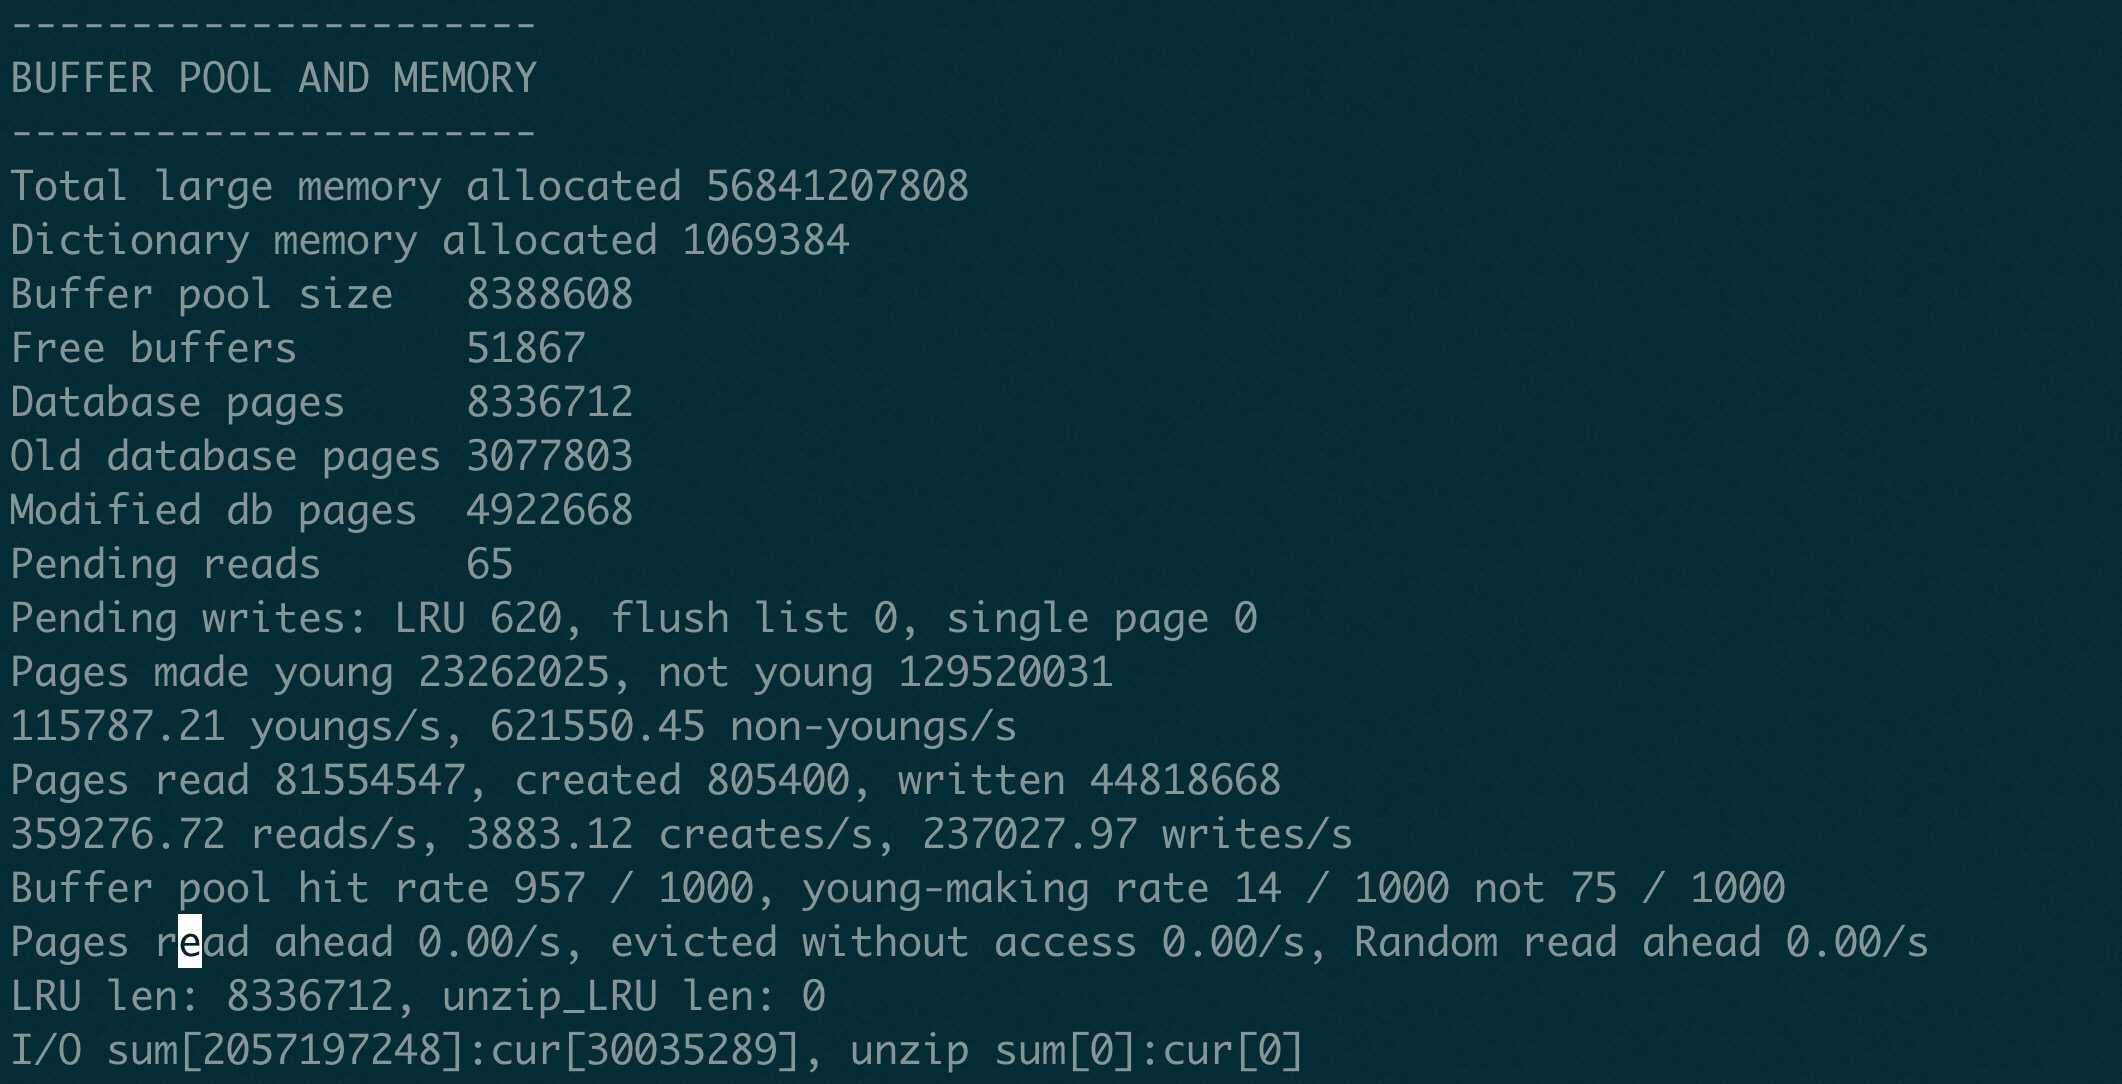 ----------------------
BUFFER POOL AND MEMORY
----------------------
Total large memory allocated 56841207808
Dictionary memory allocated 1069384
Buffer pool size   8388608
Free buffers       51867
Database pages     8336712
Old database pages 3077803
Modified db pages  4922668
Pending reads      65
Pending writes: LRU 620, flush list 0, single page 0
Pages made young 23262025, not young 129520031
115787.21 youngs/s, 621550.45 non-youngs/s
Pages read 81554547, created 805400, written 44818668
359276.72 reads/s, 3883.12 creates/s, 237027.97 writes/s
Buffer pool hit rate 957 / 1000, young-making rate 14 / 1000 not 75 / 1000
Pages read ahead 0.00/s, evicted without access 0.00/s, Random read ahead 0.00/s
LRU len: 8336712, unzip_LRU len: 0
I/O sum[2057197248]:cur[30035289], unzip sum[0]:cur[0]